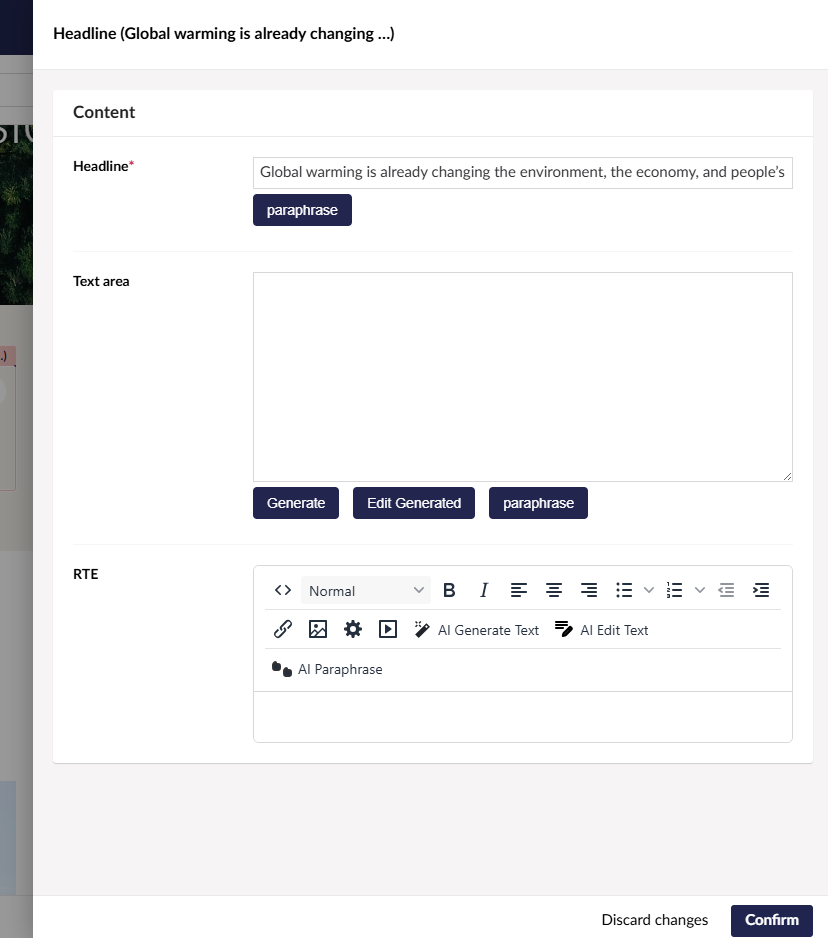 Headline (Global warming is already changing ...)
Content
Headline*
Global warming is already changing the environment, the economy, and people's
paraphrase
Text area
Generate Edit Generated paraphrase
RTE
Normal B I
AI Generate Text AI Edit Text
AI Paraphrase
.)
Discard changes Confirm